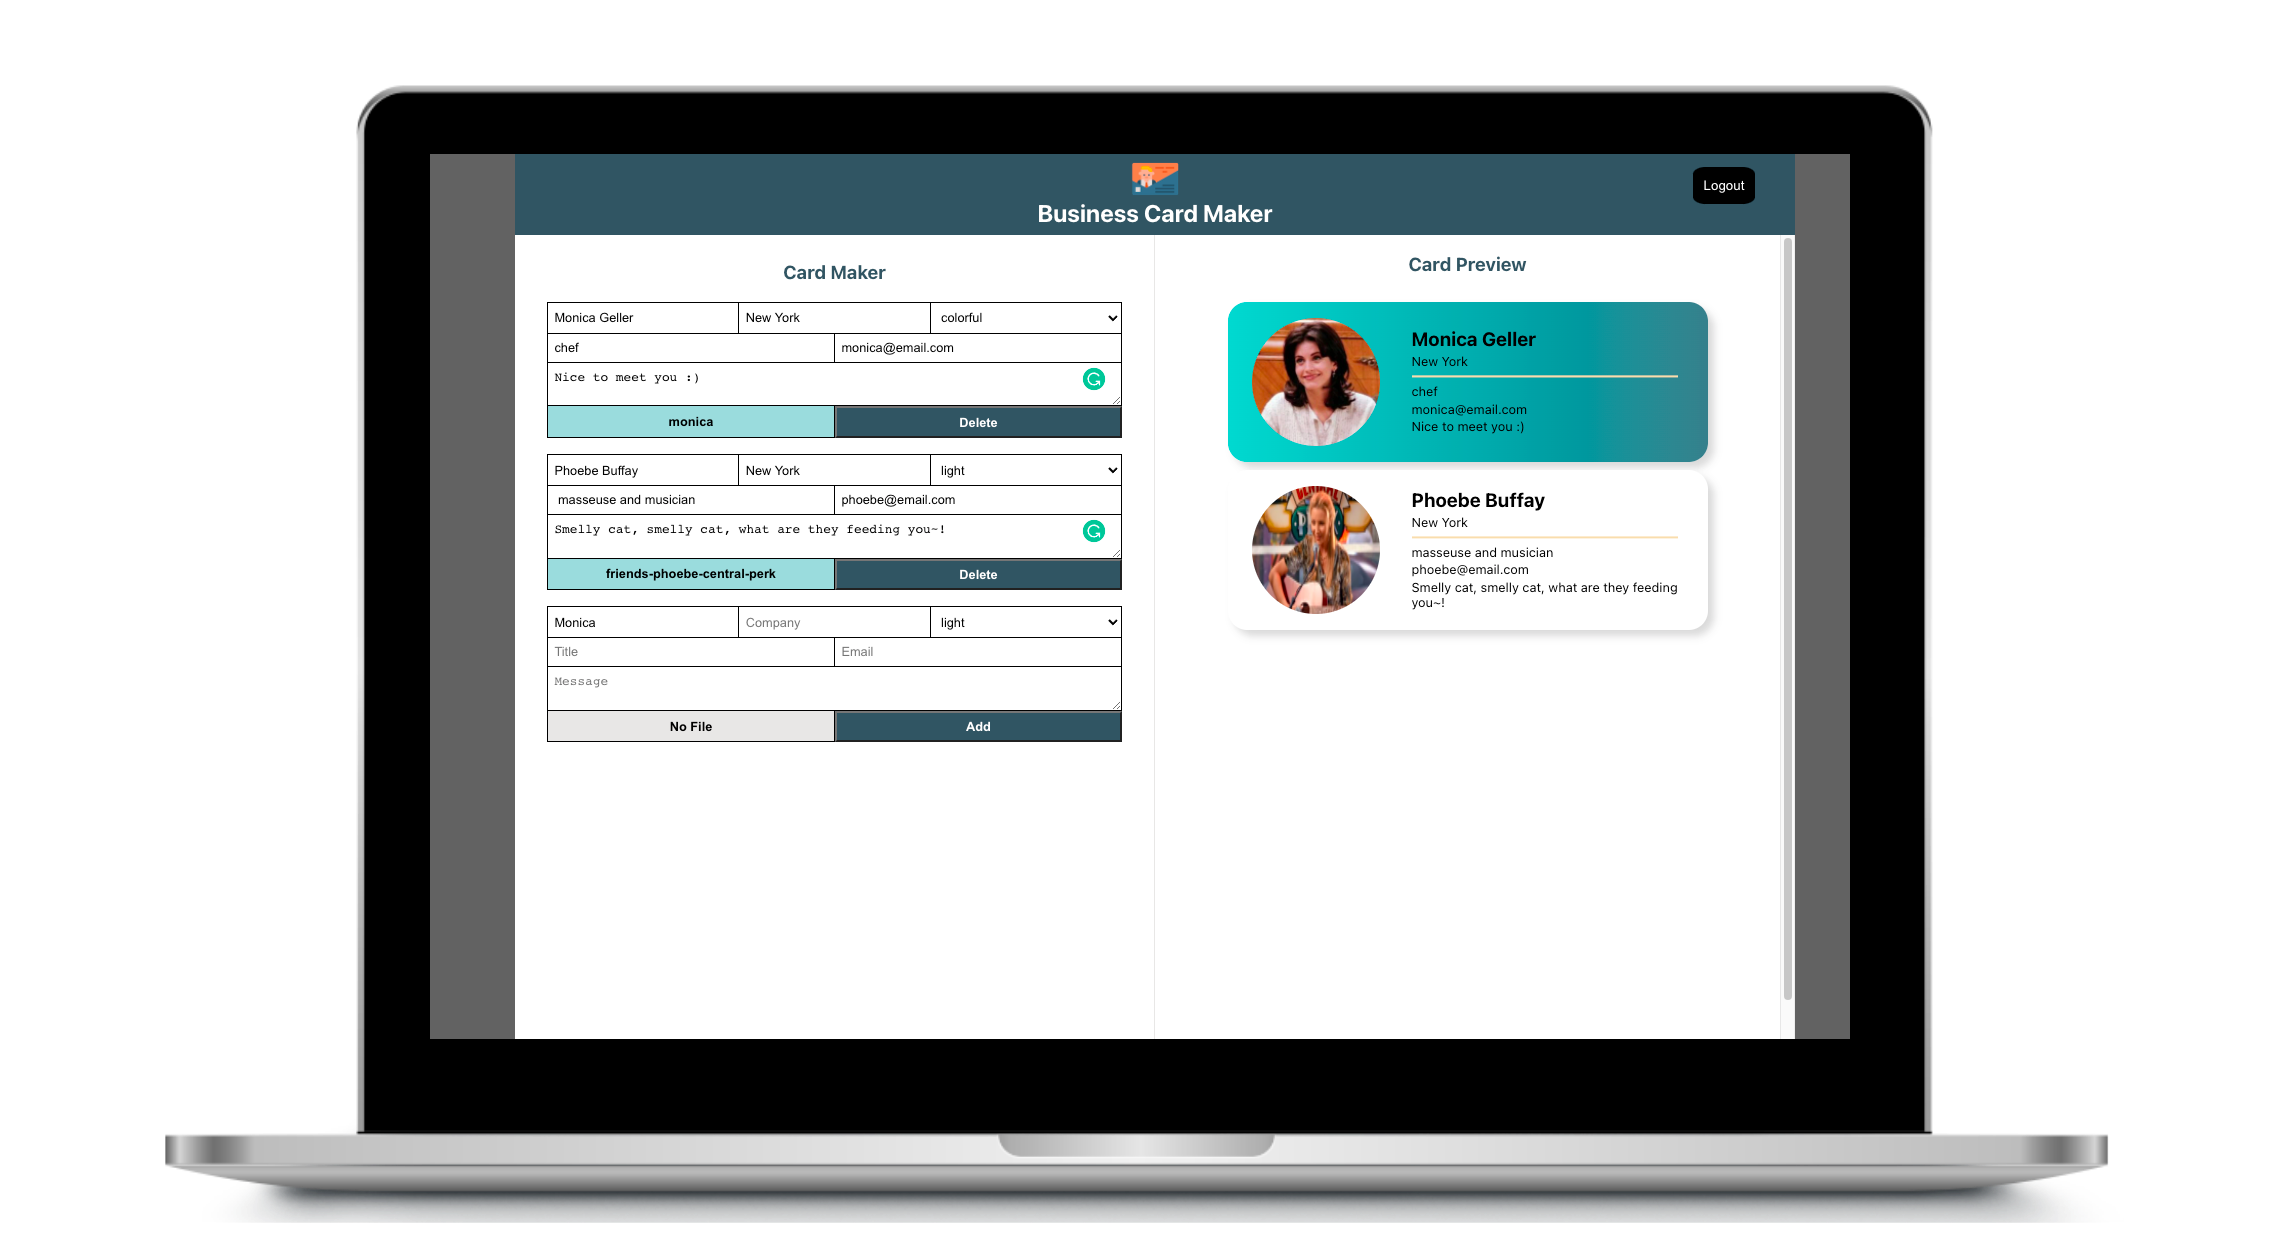 Logout
Business Card Maker
Card Maker
Monica Geller New York colorful
chef monica@email.com
Nice to meet you :)
monica Delete
Phoebe Buffay New York light
masseuse and musician phoebe@email.com
Smelly cat, smelly cat, what are they feeding you~!
friends-phoebe-central-perk Delete
Monica Company light
Title Email
Message
No File Add
Card Preview
Monica Geller
New York
chef
monica@email.com
Nice to meet you :)
Phoebe Buffay
New York
masseuse and musician
phoebe@email.com
Smelly cat, smelly cat, what are they feeding
you~!